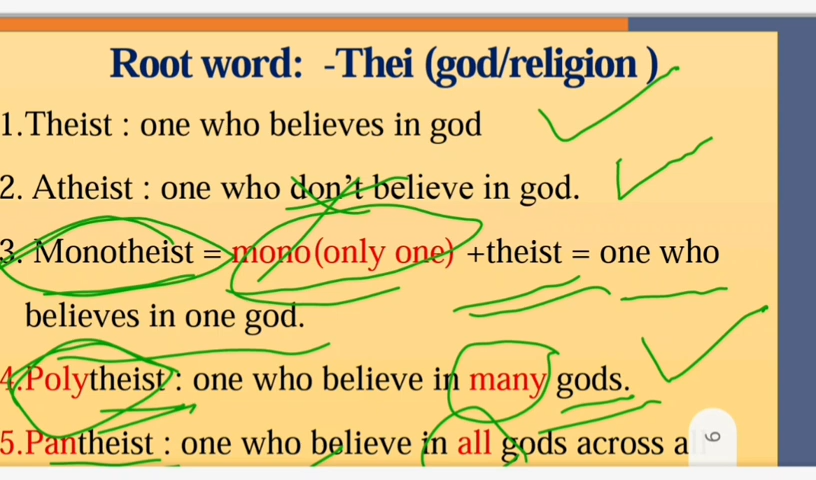 Root word: -Thei (god/religion )
1.Theist : one who believes in god
2. Atheist : one who don't believe in god.
3. Monotheist = mono(only one) +theist = one who
believes in one god.
4.Polytheist : one who believe in many gods.
5.Pantheist : one who believe in all gods across